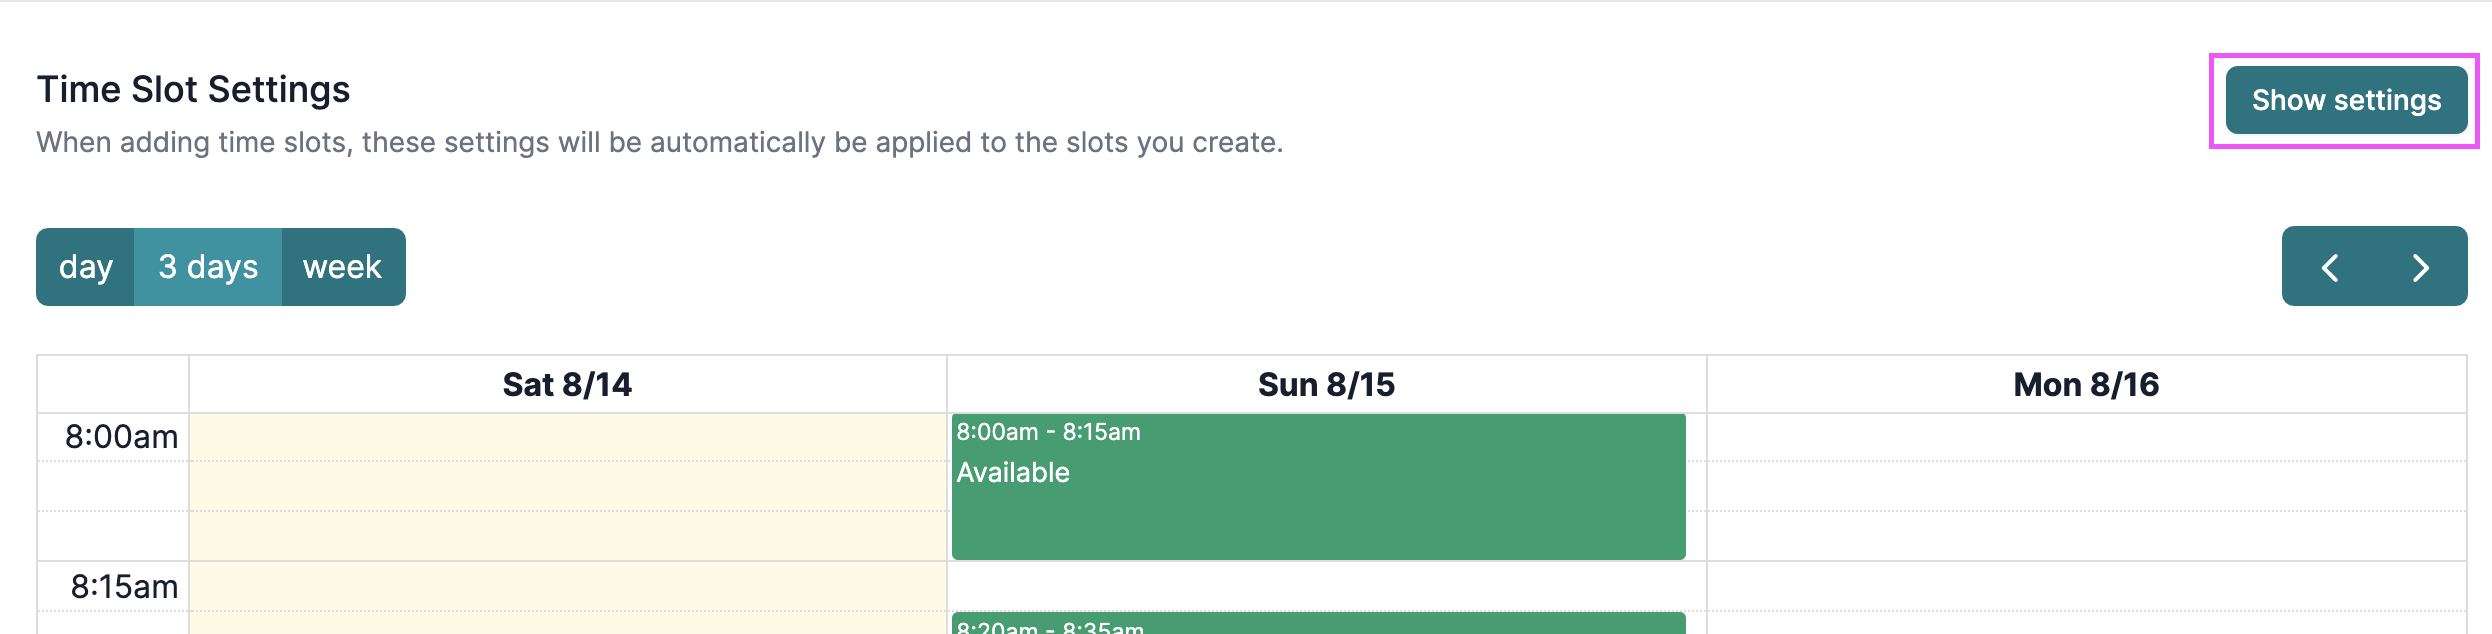 Time Slot Settings
Show settings
When adding time slots, these settings will be automatically be applied to the slots you create.
day 3 days week
Sat 8/14 Sun 8/15 Mon 8/16
8:00am
8:00am - 8:15am
Available
8:15am
8:20am - 8:35am